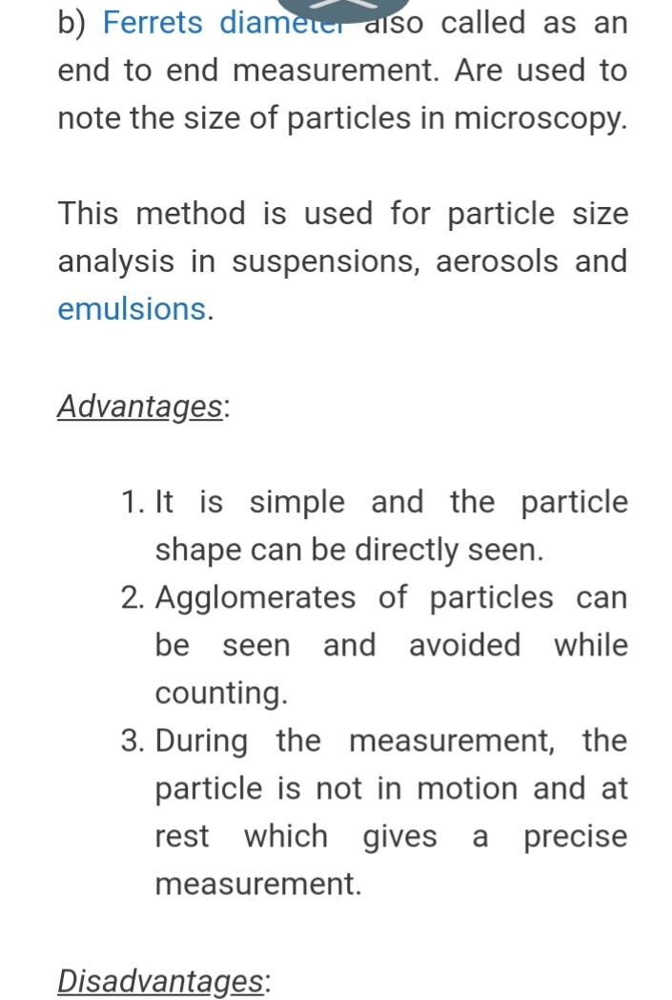 b) Ferrets diameter also called as an
end to end measurement. Are used to
note the size of particles in microscopy.
This method is used for particle size
analysis in suspensions, aerosols and
emulsions.
Advantages:
1. It is simple and the particle
shape can be directly seen.
2. Agglomerates of particles can
be seen and avoided while
counting.
3. During the measurement, the
particle is not in motion and at
rest which gives a precise
measurement.
Disadvantages: